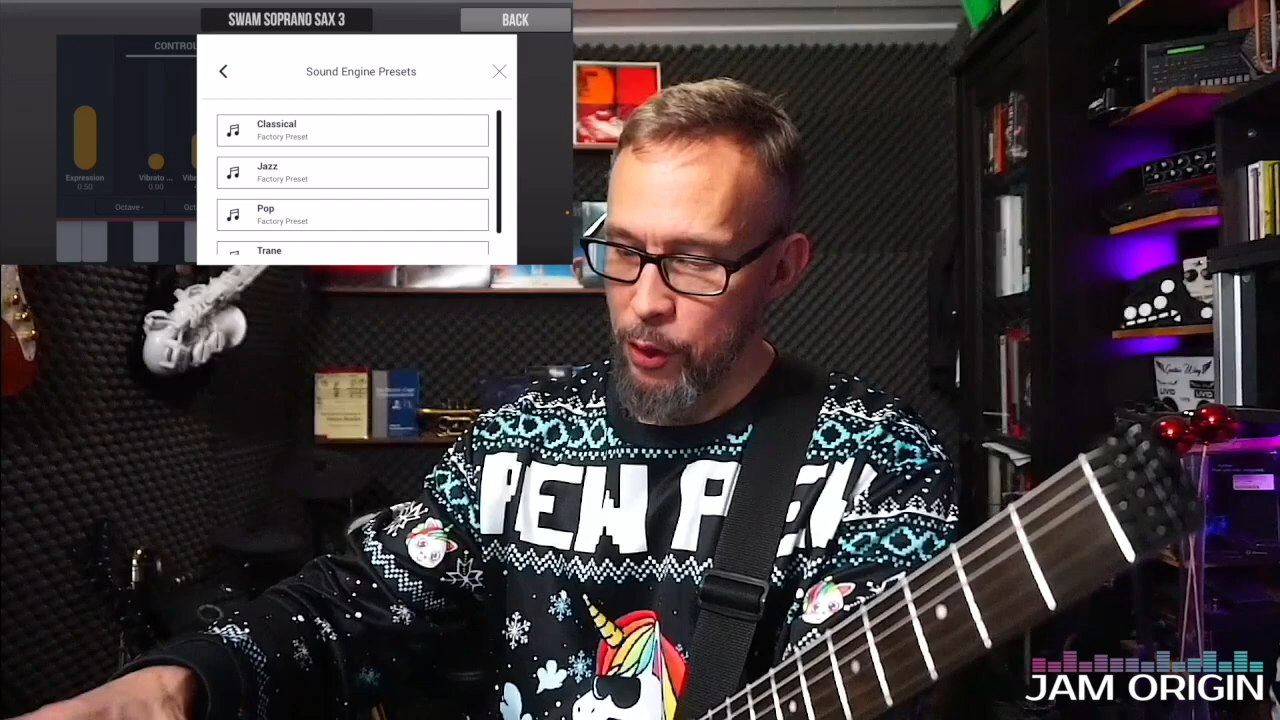 SWAM SOPRANO SAX 3
BACK
CONTROL
Sound Engine Presets
Classical
Factory Preset
Jazz
Factory Preset
Pop
Factory Preset
Trane
Expression
0.50
Vibrato ...
0.00
Octave -
PEW PEW
JAM ORIGIN